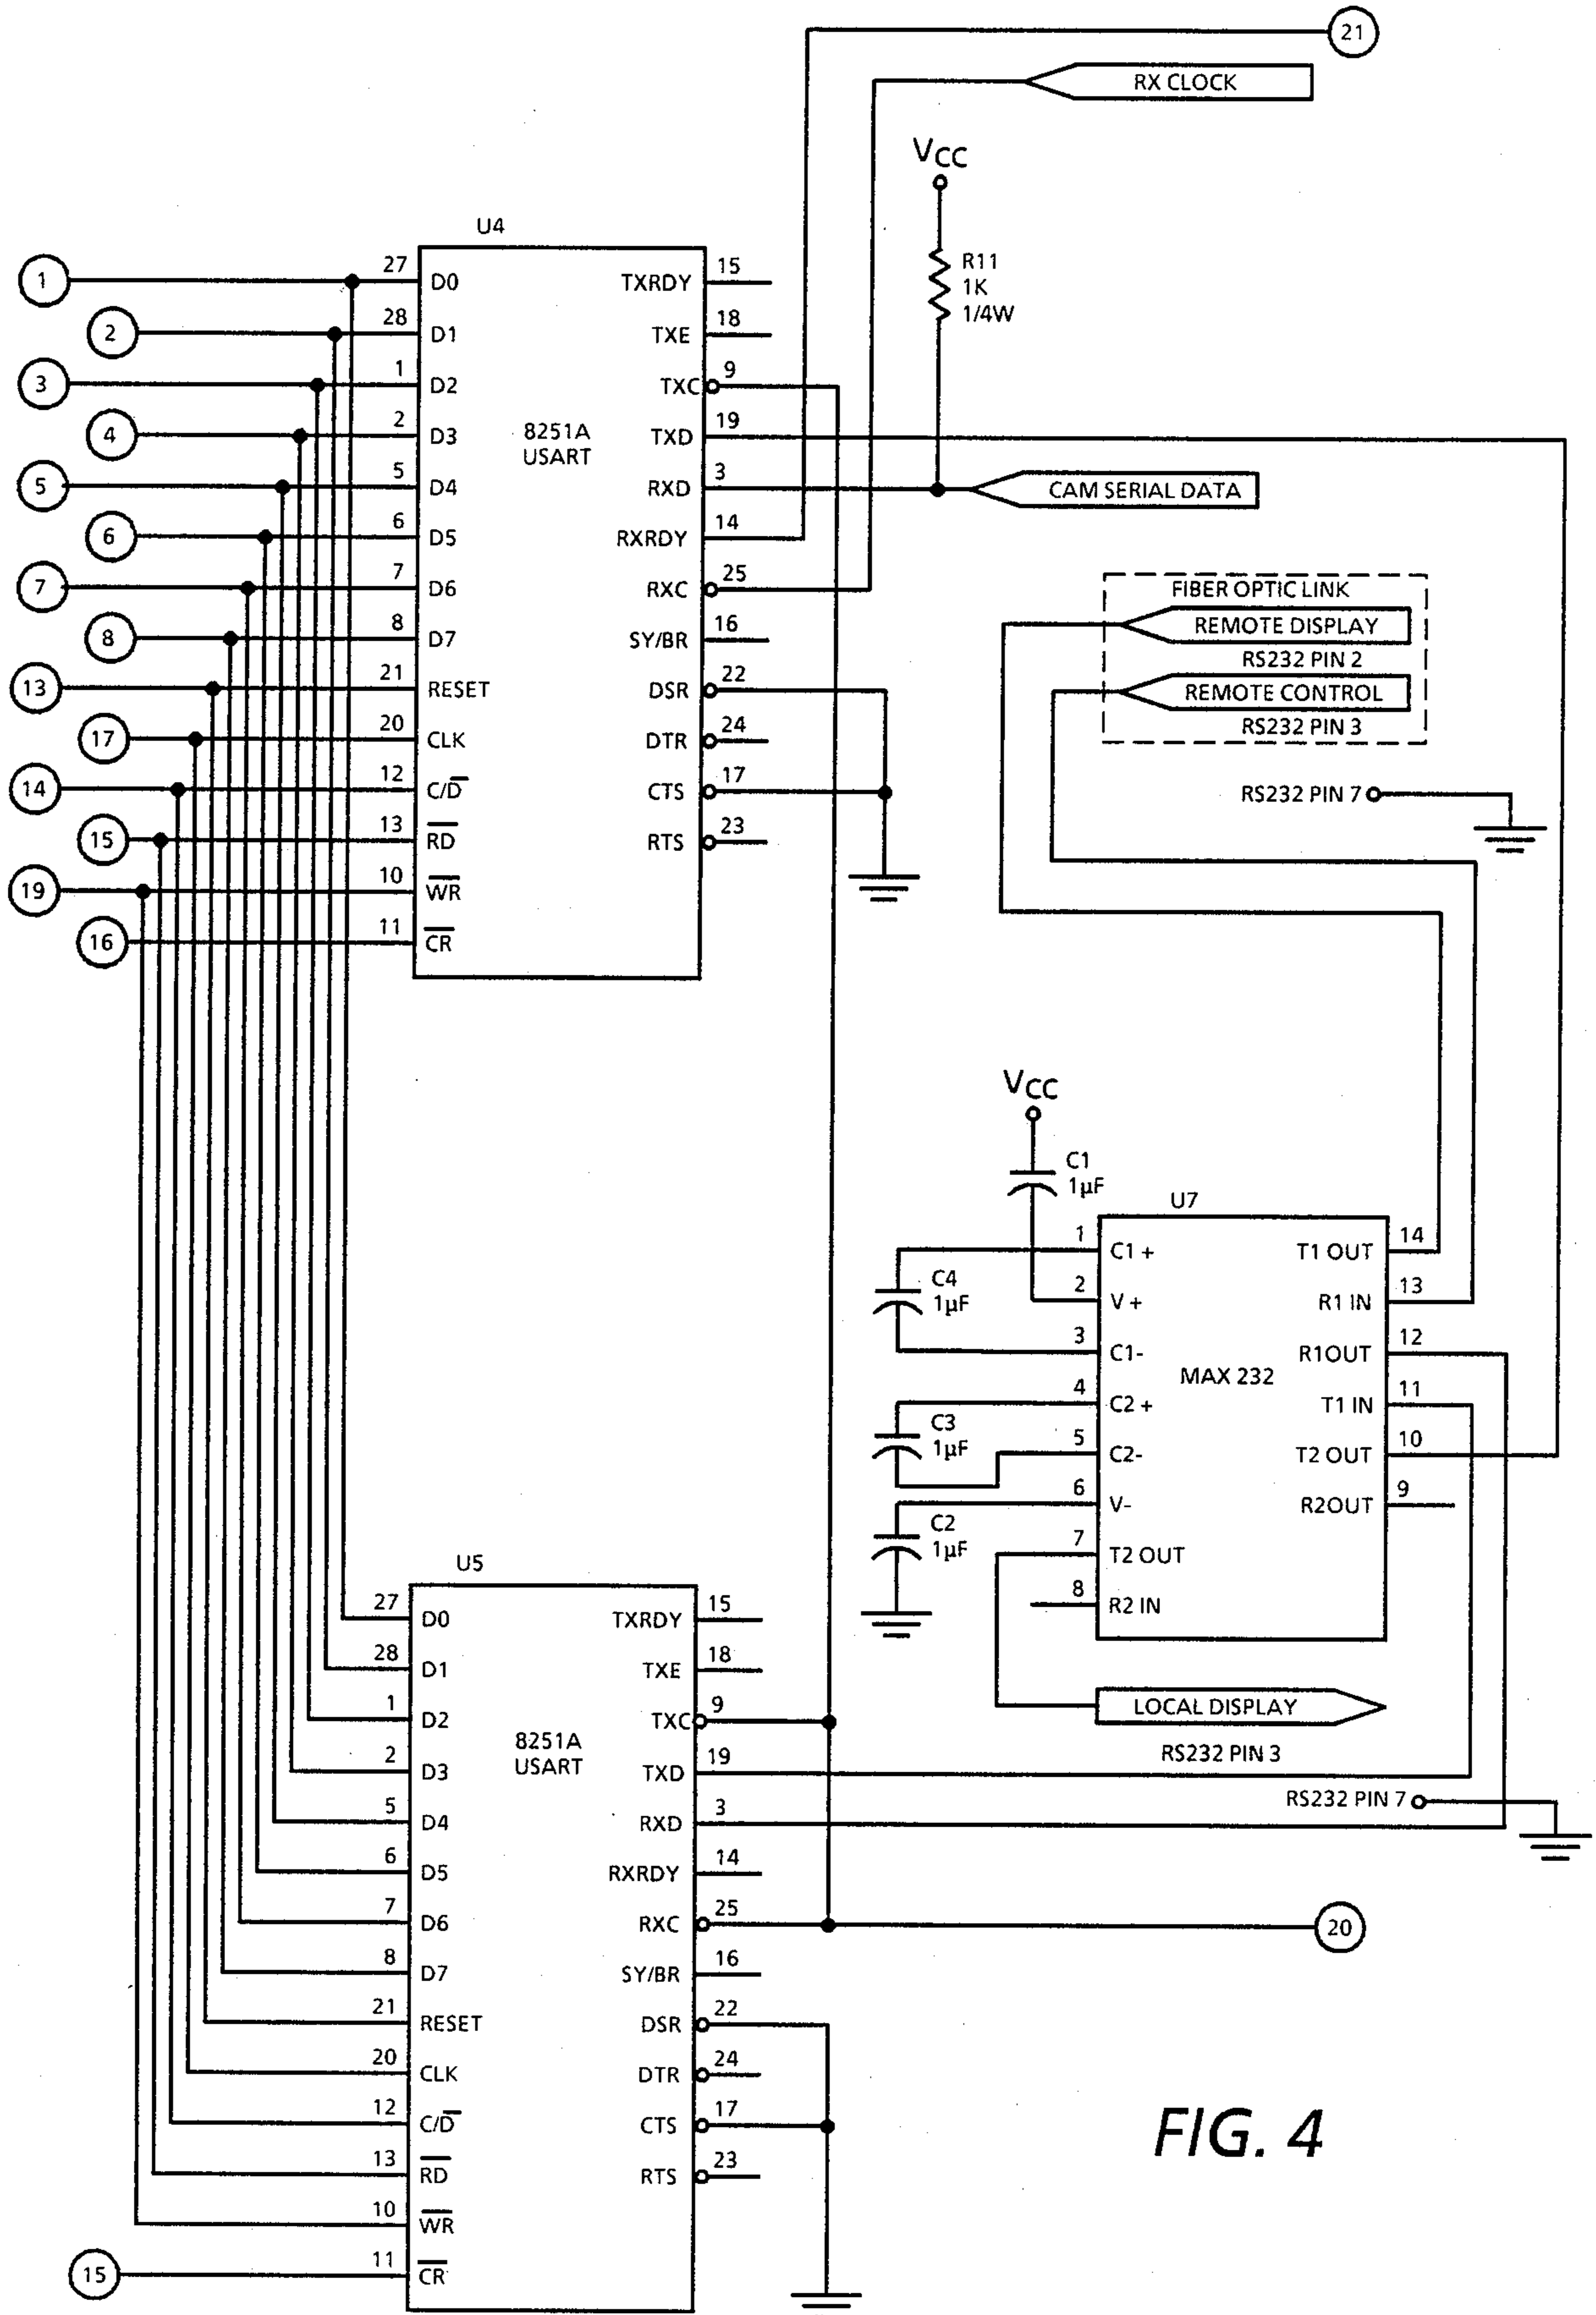 21
RX CLOCK
VCC
R11
1K
1/4W
U4
8251A
USART
1 27 D0
2 28 D1
3 1 D2
4 2 D3
5 5 D4
6 6 D5
7 7 D6
8 8 D7
13 21 RESET
17 20 CLK
14 12 C/D̅
15 13 R̅D̅
19 10 W̅R̅
16 11 C̅R̅
TXRDY 15
TXE 18
TXC 9
TXD 19
RXD 3
RXRDY 14
RXC 25
SY/BR 16
DSR 22
DTR 24
CTS 17
RTS 23
CAM SERIAL DATA
FIBER OPTIC LINK
REMOTE DISPLAY
RS232 PIN 2
REMOTE CONTROL
RS232 PIN 3
RS232 PIN 7
VCC
C1
1µF
U7
MAX 232
C4
1µF
C3
1µF
C2
1µF
1 C1 +
2 V +
3 C1-
4 C2 +
5 C2-
6 V-
7 T2 OUT
8 R2 IN
T1 OUT 14
R1 IN 13
R1OUT 12
T1 IN 11
T2 OUT 10
R2OUT 9
LOCAL DISPLAY
RS232 PIN 3
RS232 PIN 7
U5
8251A
USART
27 D0
28 D1
1 D2
2 D3
5 D4
6 D5
7 D6
8 D7
21 RESET
20 CLK
12 C/D̅
13 R̅D̅
10 W̅R̅
15 11 C̅R̅
TXRDY 15
TXE 18
TXC 9
TXD 19
RXD 3
RXRDY 14
RXC 25
20
SY/BR 16
DSR 22
DTR 24
CTS 17
RTS 23
FIG. 4